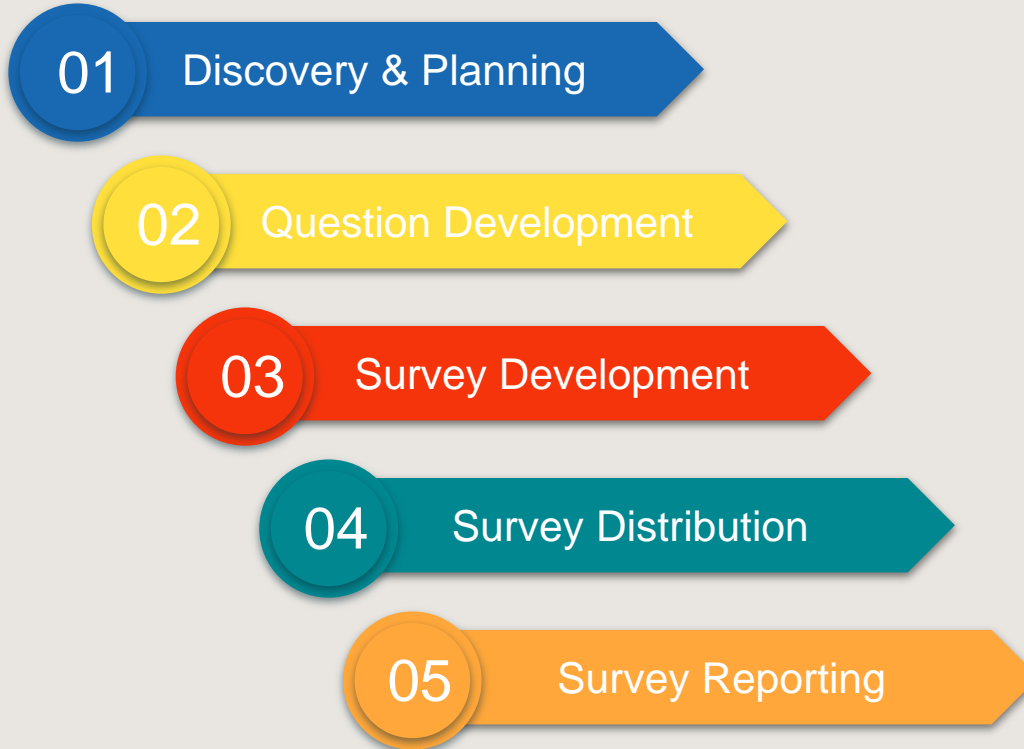 01 Discovery & Planning
02 Question Development
03 Survey Development
04 Survey Distribution
05 Survey Reporting